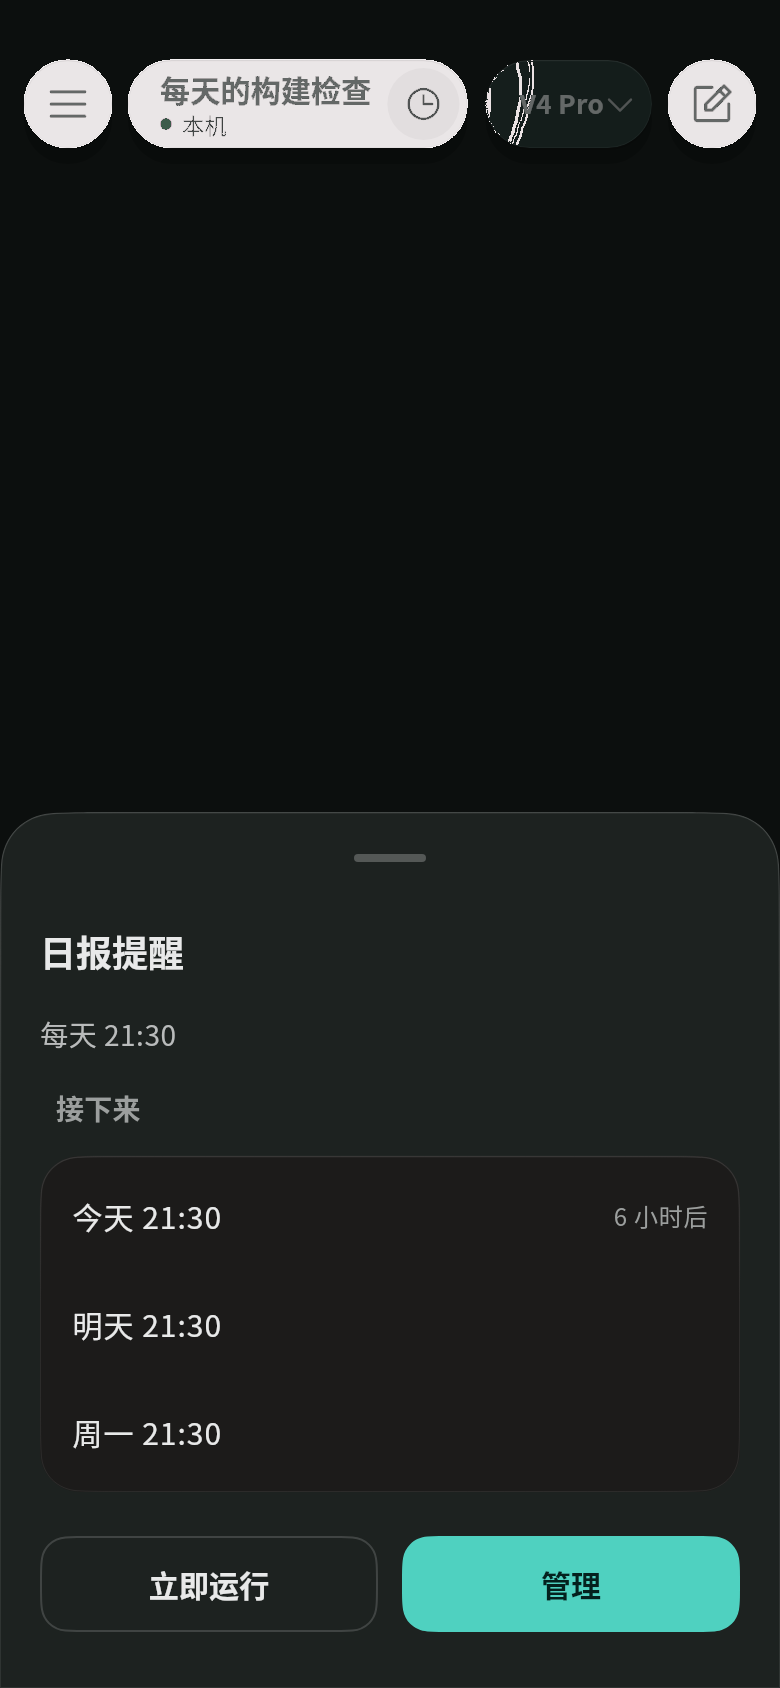 每天的构建检查
本机
V4 Pro
日报提醒
每天 21:30
接下来
今天 21:30
6 小时后
明天 21:30
周一 21:30
立即运行
管理